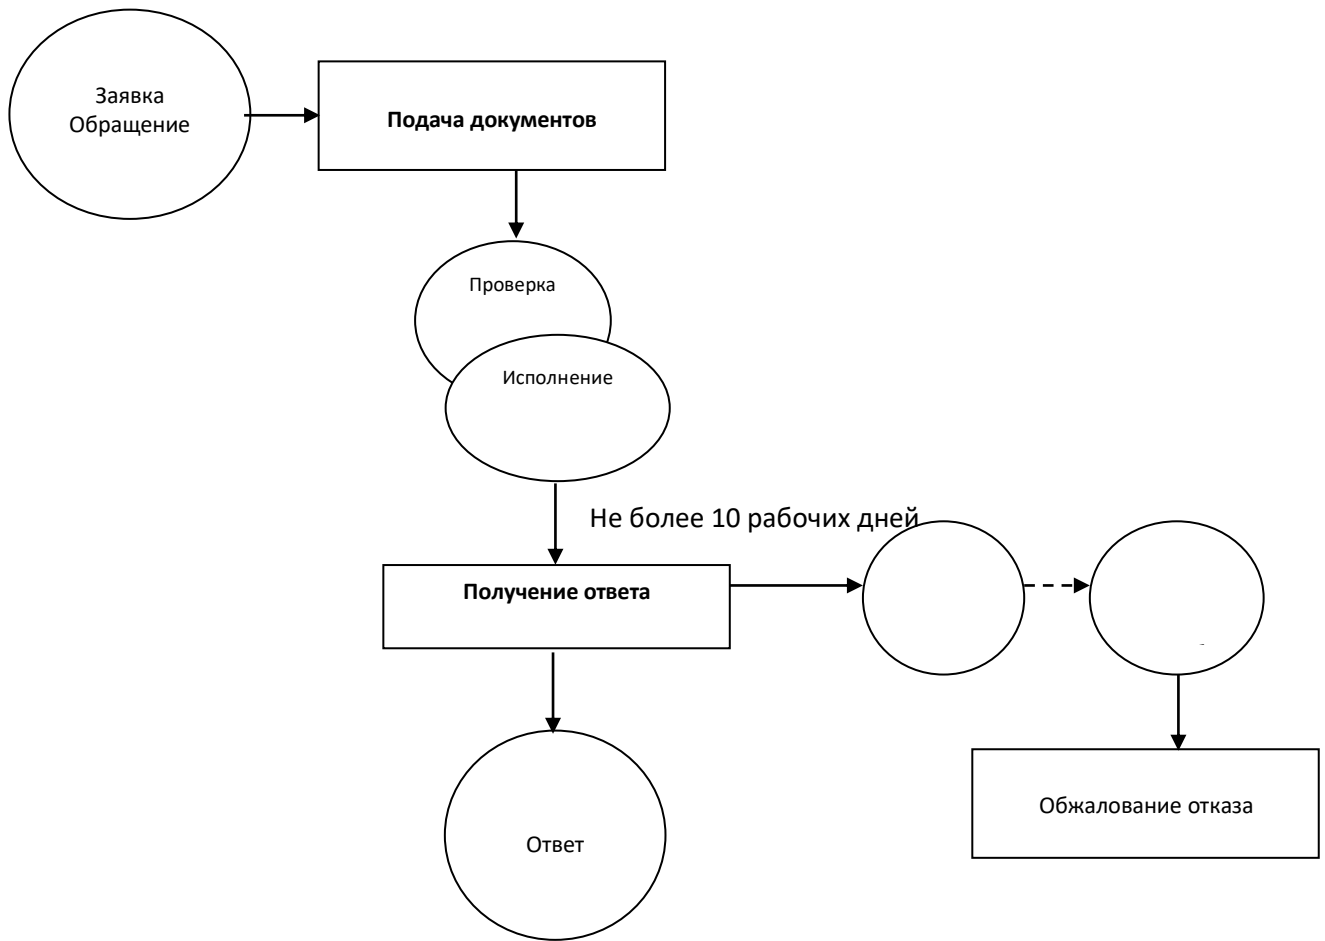 Заявка
Обращение
Подача документов
Проверка
Исполнение
Не более 10 рабочих дней
Получение ответа
Обжалование отказа
Ответ